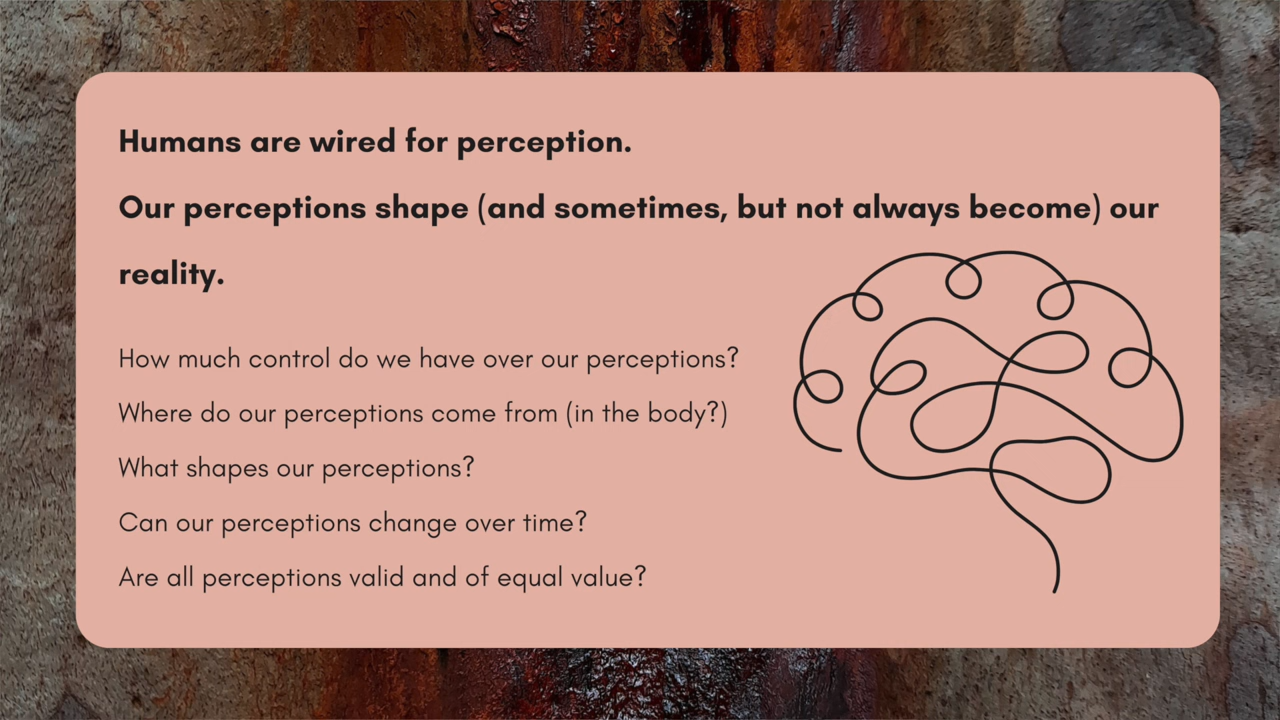 Humans are wired for perception.
Our perceptions shape (and sometimes, but not always become) our
reality.
How much control do we have over our perceptions?
Where do our perceptions come from (in the body?)
What shapes our perceptions?
Can our perceptions change over time?
Are all perceptions valid and of equal value?